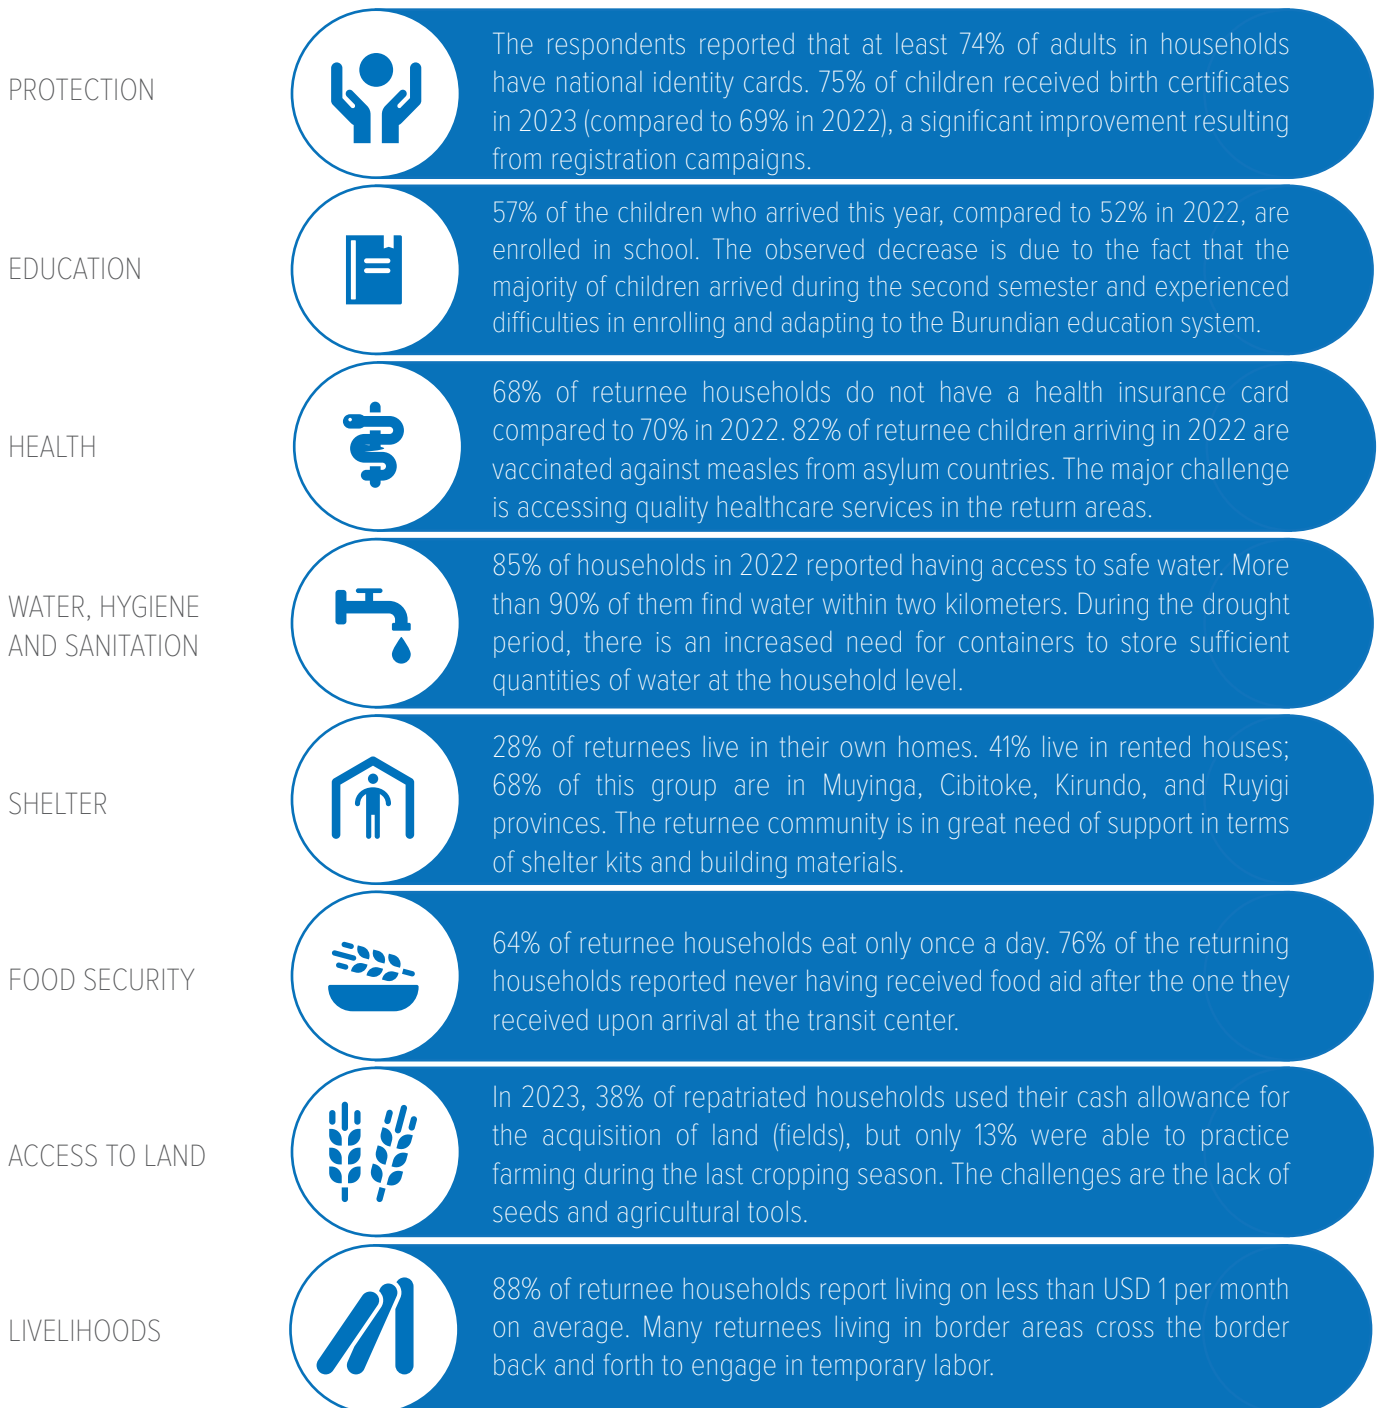 PROTECTION
The respondents reported that at least 74% of adults in households
have national identity cards. 75% of children received birth certificates
in 2023 (compared to 69% in 2022), a significant improvement resulting
from registration campaigns.
EDUCATION
57% of the children who arrived this year, compared to 52% in 2022, are
enrolled in school. The observed decrease is due to the fact that the
majority of children arrived during the second semester and experienced
difficulties in enrolling and adapting to the Burundian education system.
HEALTH
68% of returnee households do not have a health insurance card
compared to 70% in 2022. 82% of returnee children arriving in 2022 are
vaccinated against measles from asylum countries. The major challenge
is accessing quality healthcare services in the return areas.
WATER, HYGIENE
AND SANITATION
85% of households in 2022 reported having access to safe water. More
than 90% of them find water within two kilometers. During the drought
period, there is an increased need for containers to store sufficient
quantities of water at the household level.
SHELTER
28% of returnees live in their own homes. 41% live in rented houses;
68% of this group are in Muyinga, Cibitoke, Kirundo, and Ruyigi
provinces. The returnee community is in great need of support in terms
of shelter kits and building materials.
FOOD SECURITY
64% of returnee households eat only once a day. 76% of the returning
households reported never having received food aid after the one they
received upon arrival at the transit center.
ACCESS TO LAND
In 2023, 38% of repatriated households used their cash allowance for
the acquisition of land (fields), but only 13% were able to practice
farming during the last cropping season. The challenges are the lack of
seeds and agricultural tools.
LIVELIHOODS
88% of returnee households report living on less than USD 1 per month
on average. Many returnees living in border areas cross the border
back and forth to engage in temporary labor.